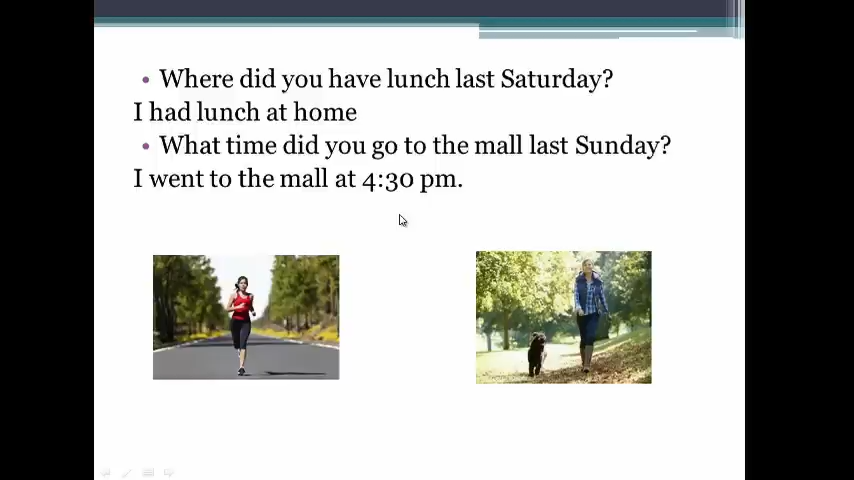 • Where did you have lunch last Saturday?
I had lunch at home
• What time did you go to the mall last Sunday?
I went to the mall at 4:30 pm.